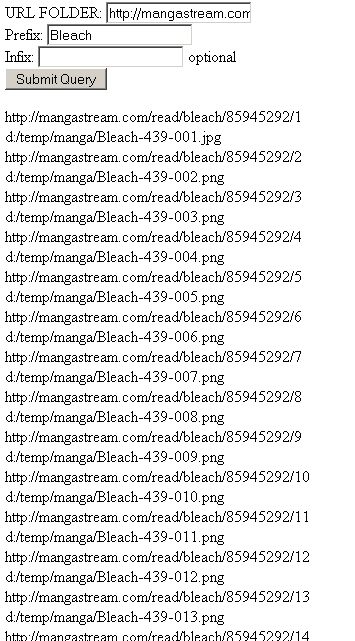 URL FOLDER: http://mangastream.com
Prefix: Bleach
Infix: optional
Submit Query
http://mangastream.com/read/bleach/85945292/1
d:/temp/manga/Bleach-439-001.jpg
http://mangastream.com/read/bleach/85945292/2
d:/temp/manga/Bleach-439-002.png
http://mangastream.com/read/bleach/85945292/3
d:/temp/manga/Bleach-439-003.png
http://mangastream.com/read/bleach/85945292/4
d:/temp/manga/Bleach-439-004.png
http://mangastream.com/read/bleach/85945292/5
d:/temp/manga/Bleach-439-005.png
http://mangastream.com/read/bleach/85945292/6
d:/temp/manga/Bleach-439-006.png
http://mangastream.com/read/bleach/85945292/7
d:/temp/manga/Bleach-439-007.png
http://mangastream.com/read/bleach/85945292/8
d:/temp/manga/Bleach-439-008.png
http://mangastream.com/read/bleach/85945292/9
d:/temp/manga/Bleach-439-009.png
http://mangastream.com/read/bleach/85945292/10
d:/temp/manga/Bleach-439-010.png
http://mangastream.com/read/bleach/85945292/11
d:/temp/manga/Bleach-439-011.png
http://mangastream.com/read/bleach/85945292/12
d:/temp/manga/Bleach-439-012.png
http://mangastream.com/read/bleach/85945292/13
d:/temp/manga/Bleach-439-013.png
http://mangastream.com/read/bleach/85945292/14